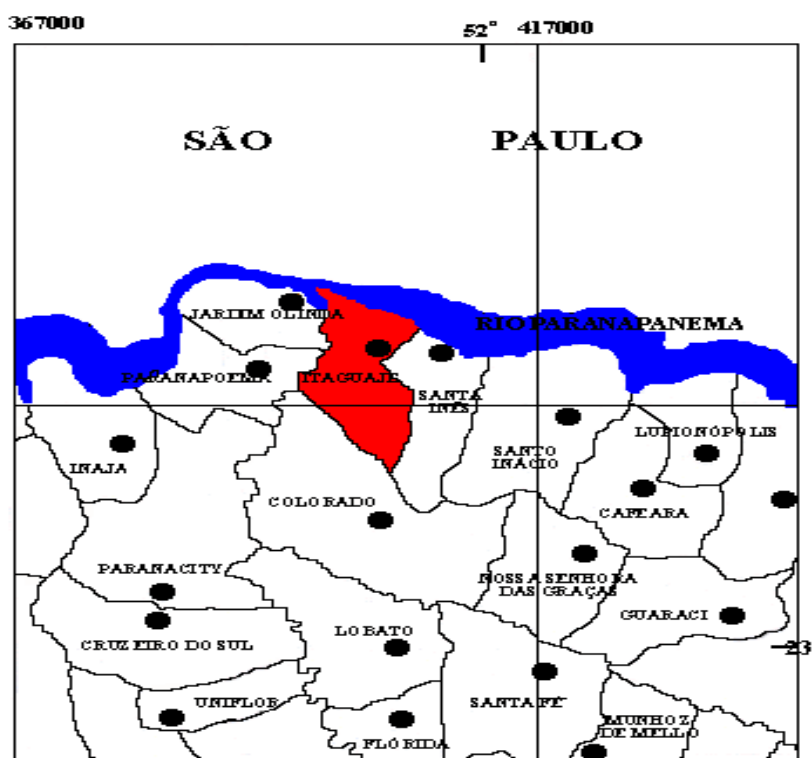 367000
52° 417000
SÃO PAULO
JARDIM OLINDA
RIO PARANAPANEMA
PARANAPOEMA
ITAGUAJE
SANTA
INÊS
LUPIONÓPOLIS
INAJA
SANTO
INÁCIO
COLORADO
CAFEARA
PARANACITY
NOSSA SENHORA
DAS GRAÇAS
GUARACI
LOBATO
CRUZEIRO DO SUL
23
UNIFLOR
SANTA FÉ
MUNHOZ
DE MELLO
FLÓRIDA